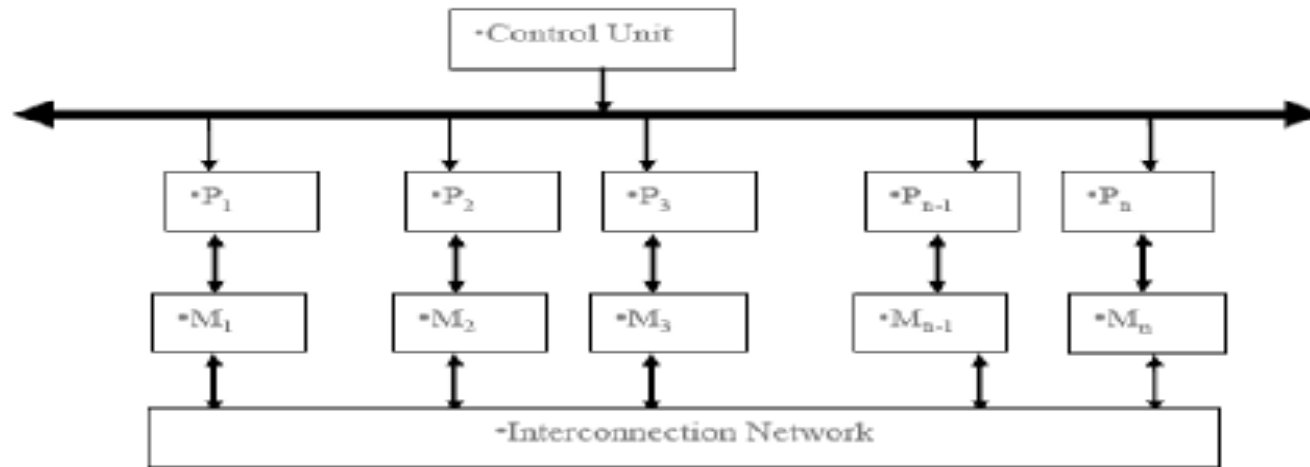 •Control Unit
•P₁ •P₂ •P₃ •Pₙ₋₁ •Pₙ
•M₁ •M₂ •M₃ •Mₙ₋₁ •Mₙ
•Interconnection Network